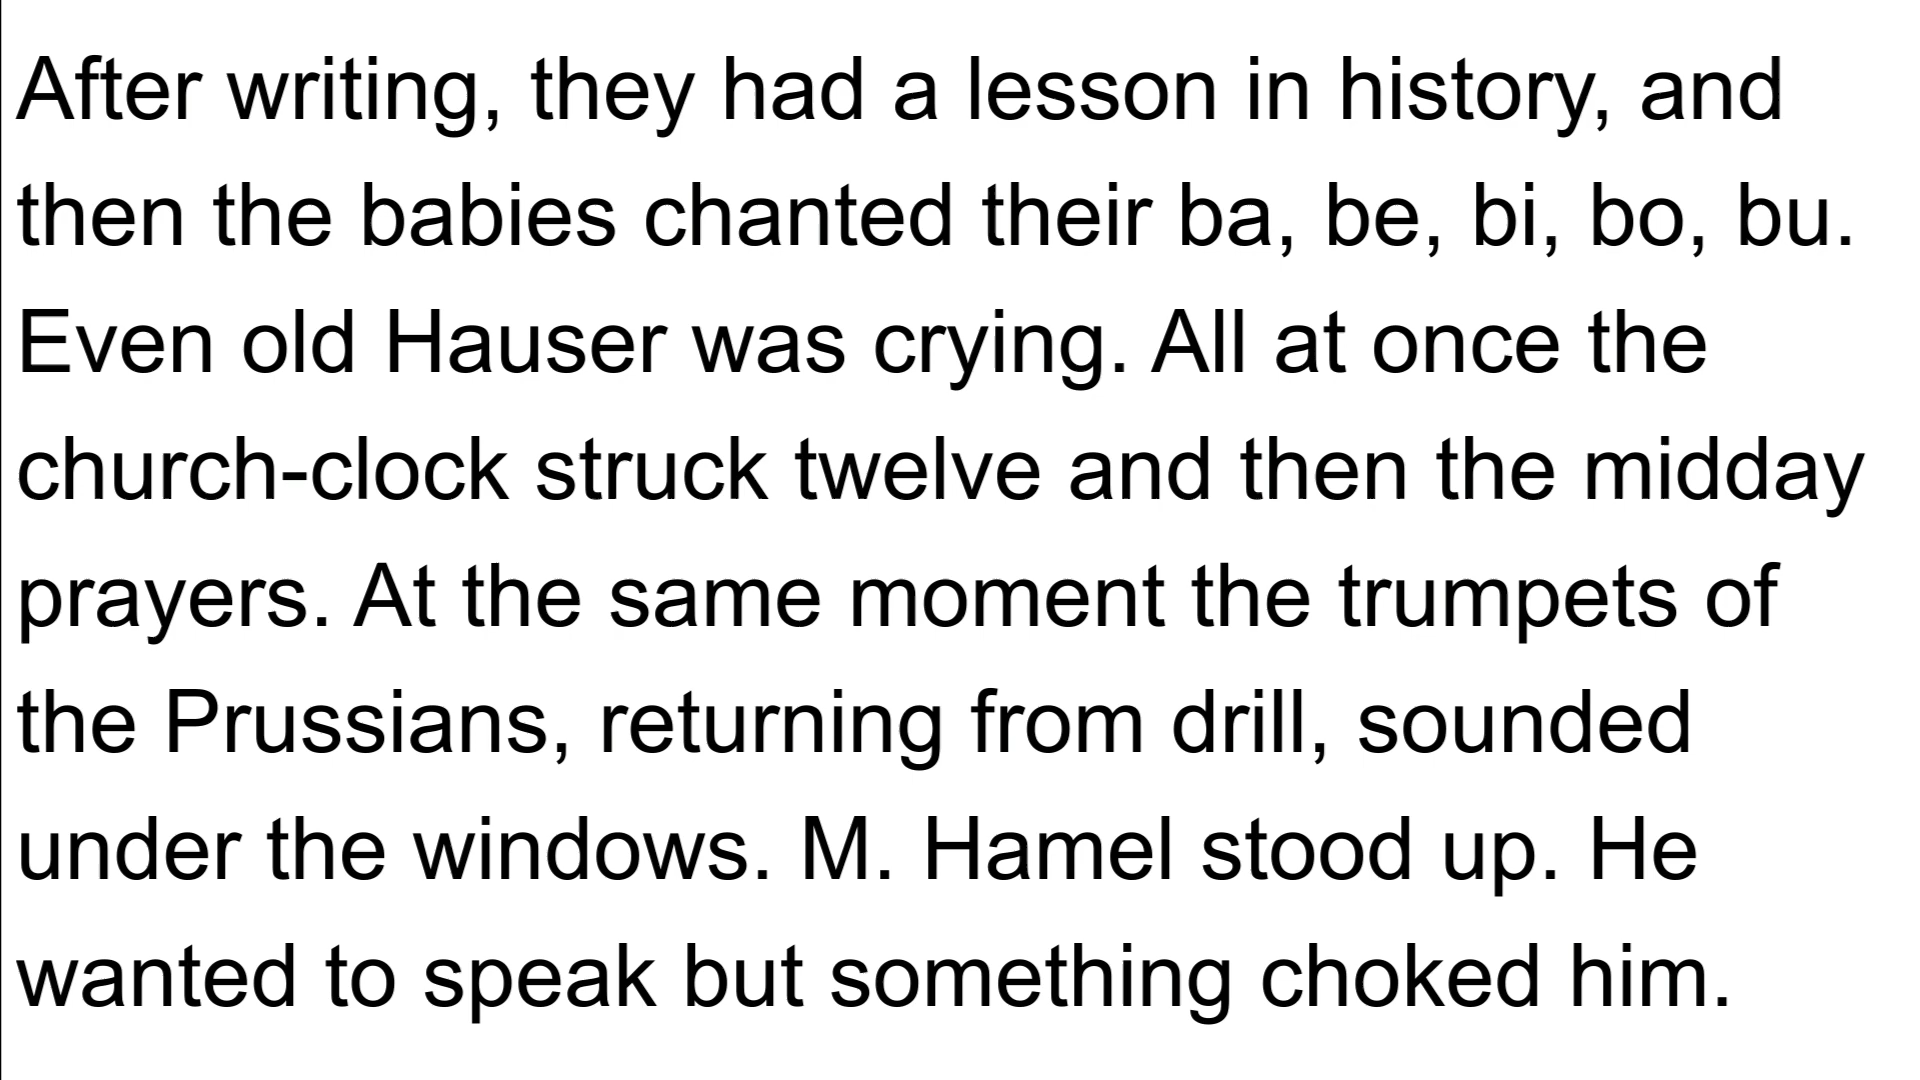 After writing, they had a lesson in history, and
then the babies chanted their ba, be, bi, bo, bu.
Even old Hauser was crying. All at once the
church-clock struck twelve and then the midday
prayers. At the same moment the trumpets of
the Prussians, returning from drill, sounded
under the windows. M. Hamel stood up. He
wanted to speak but something choked him.